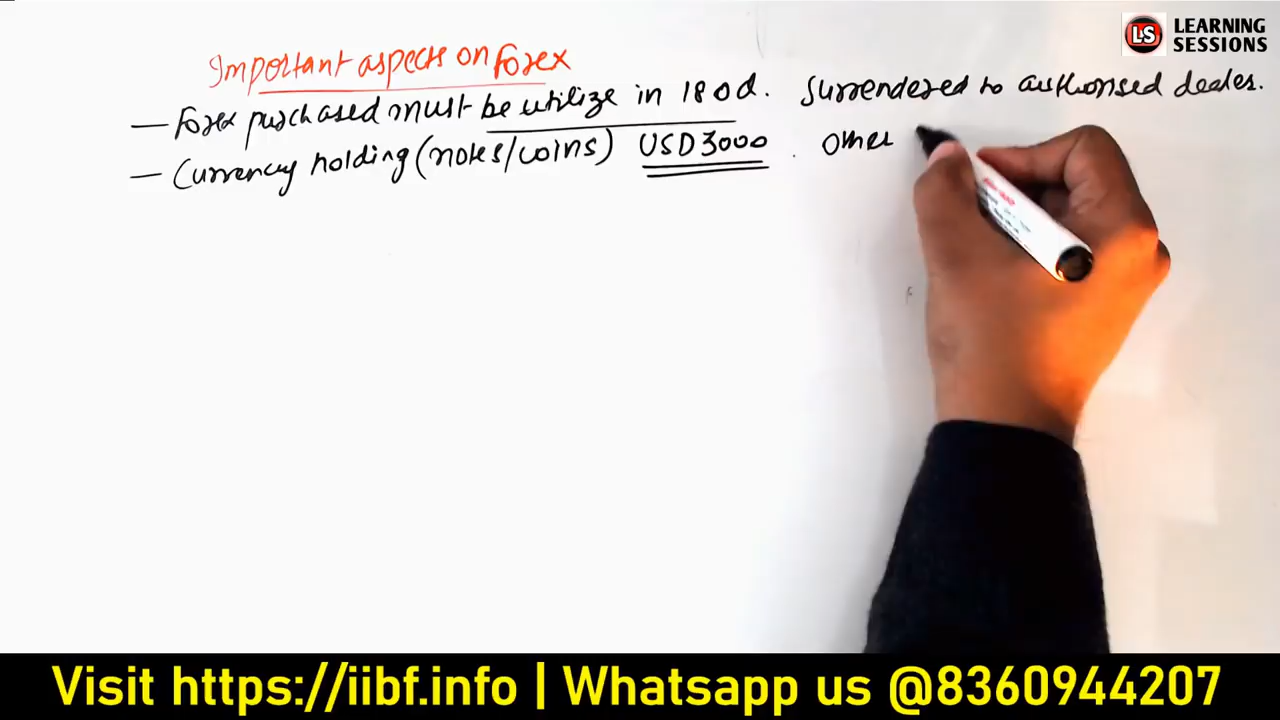 LS LEARNING
SESSIONS
Important aspects on forex
— Forex purchased must be utilize in 180d. Surrendered to authorised dealer.
— Currency holding (notes/coins) USD3000. Other
Visit https://iibf.info | Whatsapp us @8360944207